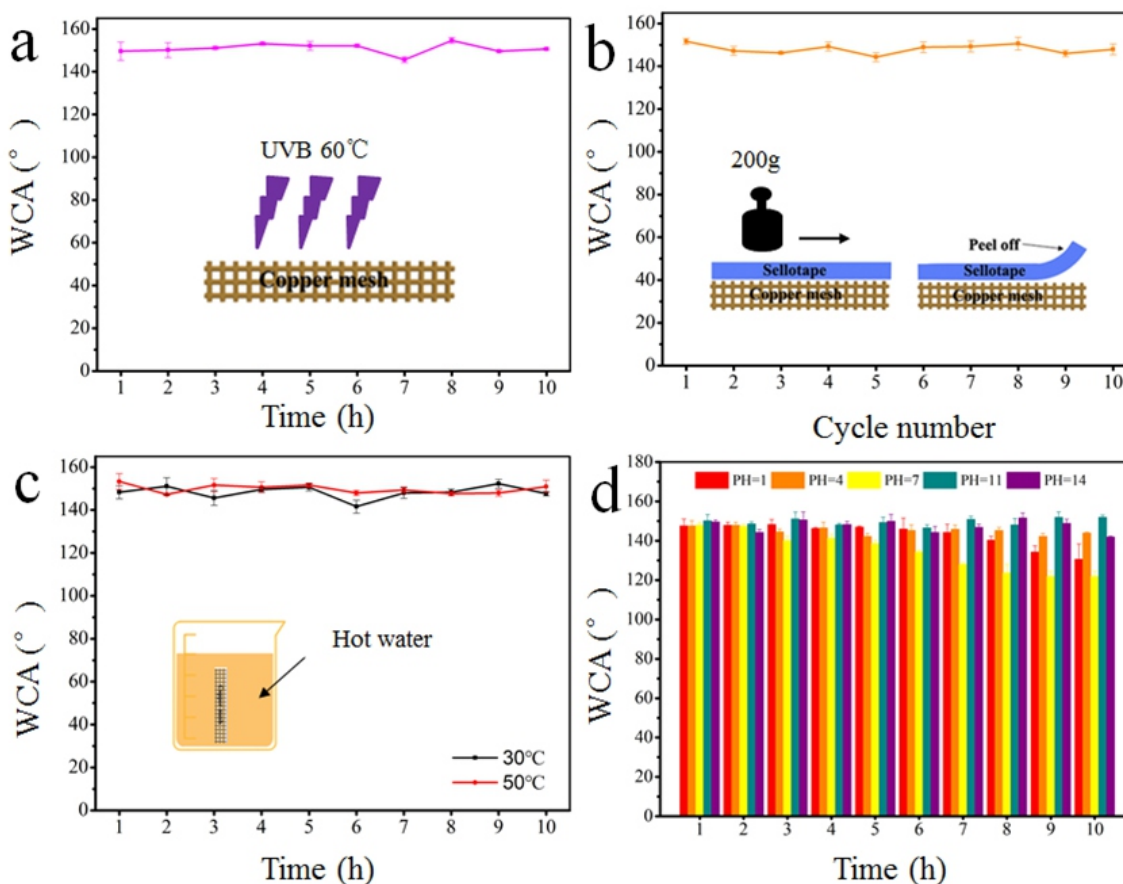 a
WCA (°)
160
140
120
100
80
60
40
20
0
UVB 60℃
Copper mesh
1 2 3 4 5 6 7 8 9 10
Time (h)
b
WCA (°)
160
140
120
100
80
60
40
20
0
200g
Peel off
Sellotape
Sellotape
Copper mesh
Copper mesh
1 2 3 4 5 6 7 8 9 10
Cycle number
c
WCA (°)
160
140
120
100
80
60
40
20
0
Hot water
30℃
50℃
1 2 3 4 5 6 7 8 9 10
Time (h)
d
WCA (°)
180
160
140
120
100
80
60
40
20
0
PH=1 PH=4 PH=7 PH=11 PH=14
1 2 3 4 5 6 7 8 9 10
Time (h)